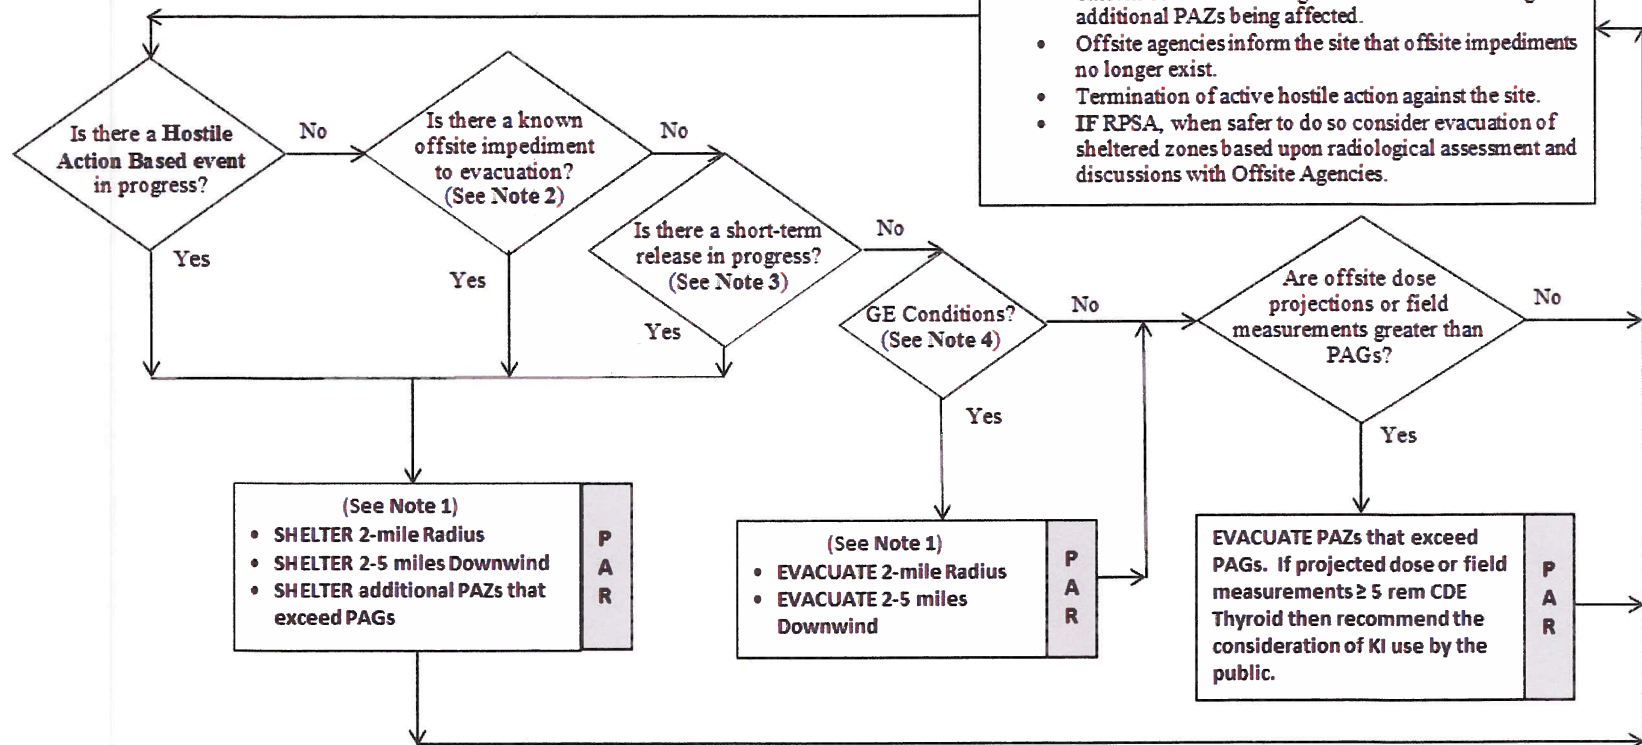 additional PAZs being affected.
• Offsite agencies inform the site that offsite impediments
no longer exist.
• Termination of active hostile action against the site.
• IF RPSA, when safer to do so consider evacuation of
sheltered zones based upon radiological assessment and
discussions with Offsite Agencies.
Is there a Hostile
Action Based event
in progress?
No
Yes
Is there a known
offsite impediment
to evacuation?
(See Note 2)
No
Yes
Is there a short-term
release in progress?
(See Note 3)
No
Yes
GE Conditions?
(See Note 4)
No
Yes
Are offsite dose
projections or field
measurements greater than
PAGs?
No
Yes
(See Note 1)
• SHELTER 2-mile Radius
• SHELTER 2-5 miles Downwind
• SHELTER additional PAZs that
exceed PAGs
P
A
R
(See Note 1)
• EVACUATE 2-mile Radius
• EVACUATE 2-5 miles
Downwind
P
A
R
EVACUATE PAZs that exceed
PAGs. If projected dose or field
measurements ≥ 5 rem CDE
Thyroid then recommend the
consideration of KI use by the
public.
P
A
R